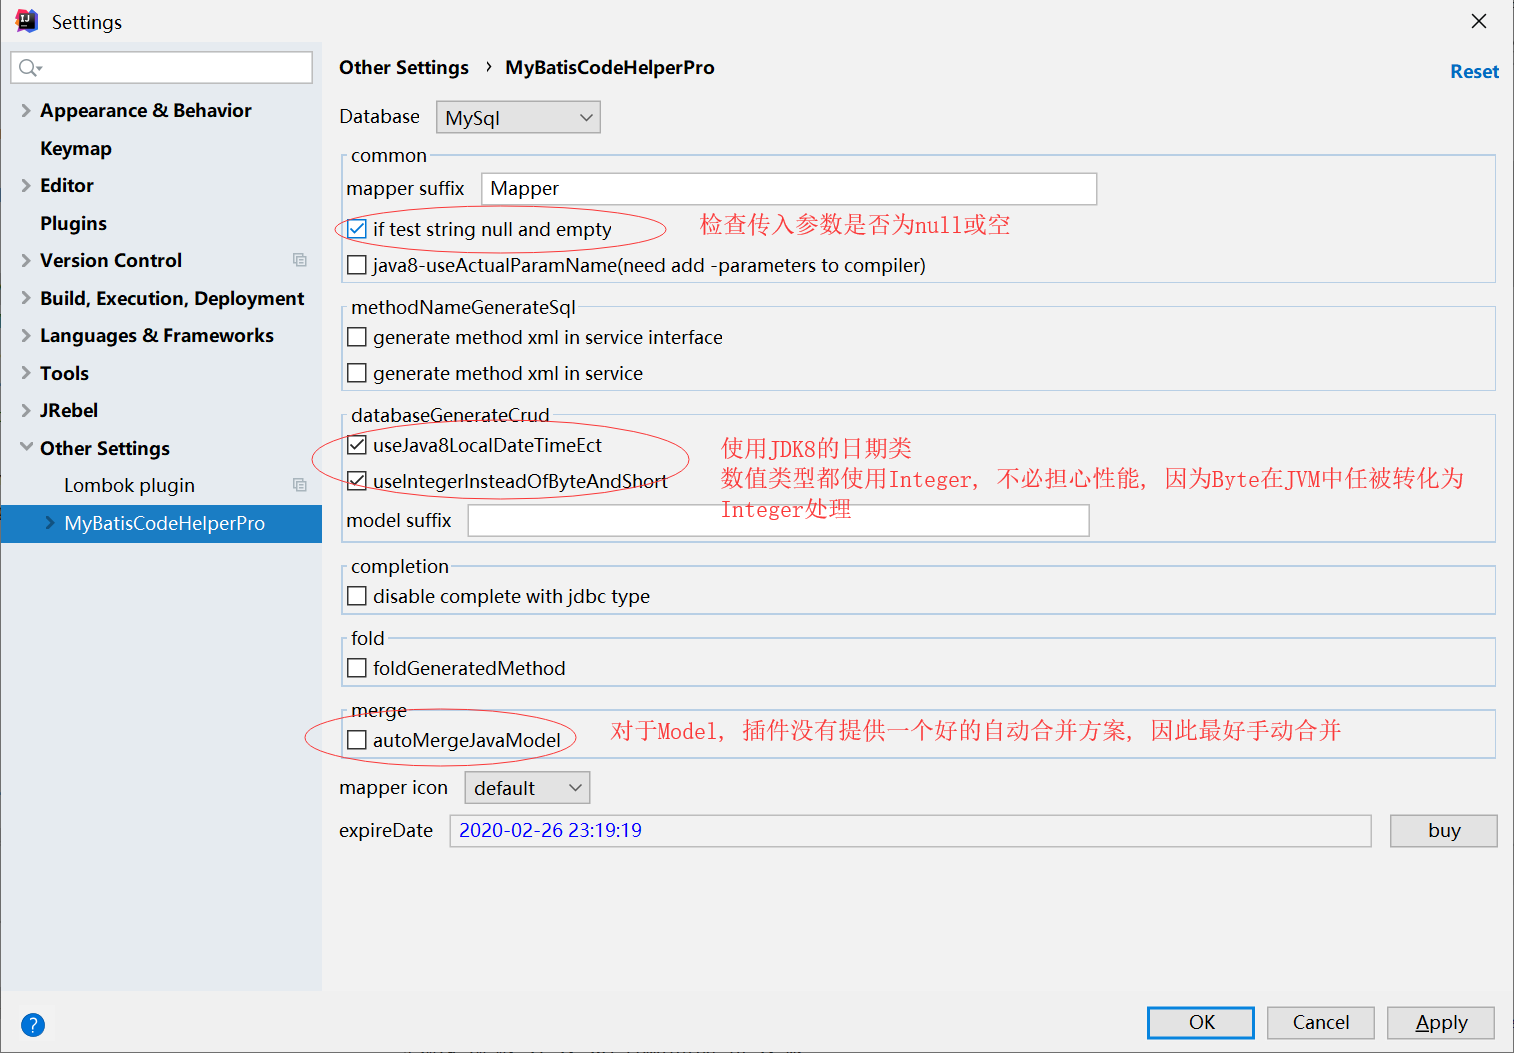 Settings
Other Settings › MyBatisCodeHelperPro
Reset
Appearance & Behavior
Keymap
Editor
Plugins
Version Control
Build, Execution, Deployment
Languages & Frameworks
Tools
JRebel
Other Settings
Lombok plugin
MyBatisCodeHelperPro
Database MySql
common
mapper suffix Mapper
if test string null and empty 检查传入参数是否为null或空
java8-useActualParamName(need add -parameters to compiler)
methodNameGenerateSql
generate method xml in service interface
generate method xml in service
databaseGenerateCrud
useJava8LocalDateTimeEct
useIntegerInsteadOfByteAndShort
使用JDK8的日期类
数值类型都使用Integer, 不必担心性能, 因为Byte在JVM中任被转化为
Integer处理
model suffix
completion
disable complete with jdbc type
fold
foldGeneratedMethod
merge
autoMergeJavaModel 对于Model, 插件没有提供一个好的自动合并方案, 因此最好手动合并
mapper icon default
expireDate 2020-02-26 23:19:19 buy
? OK Cancel Apply